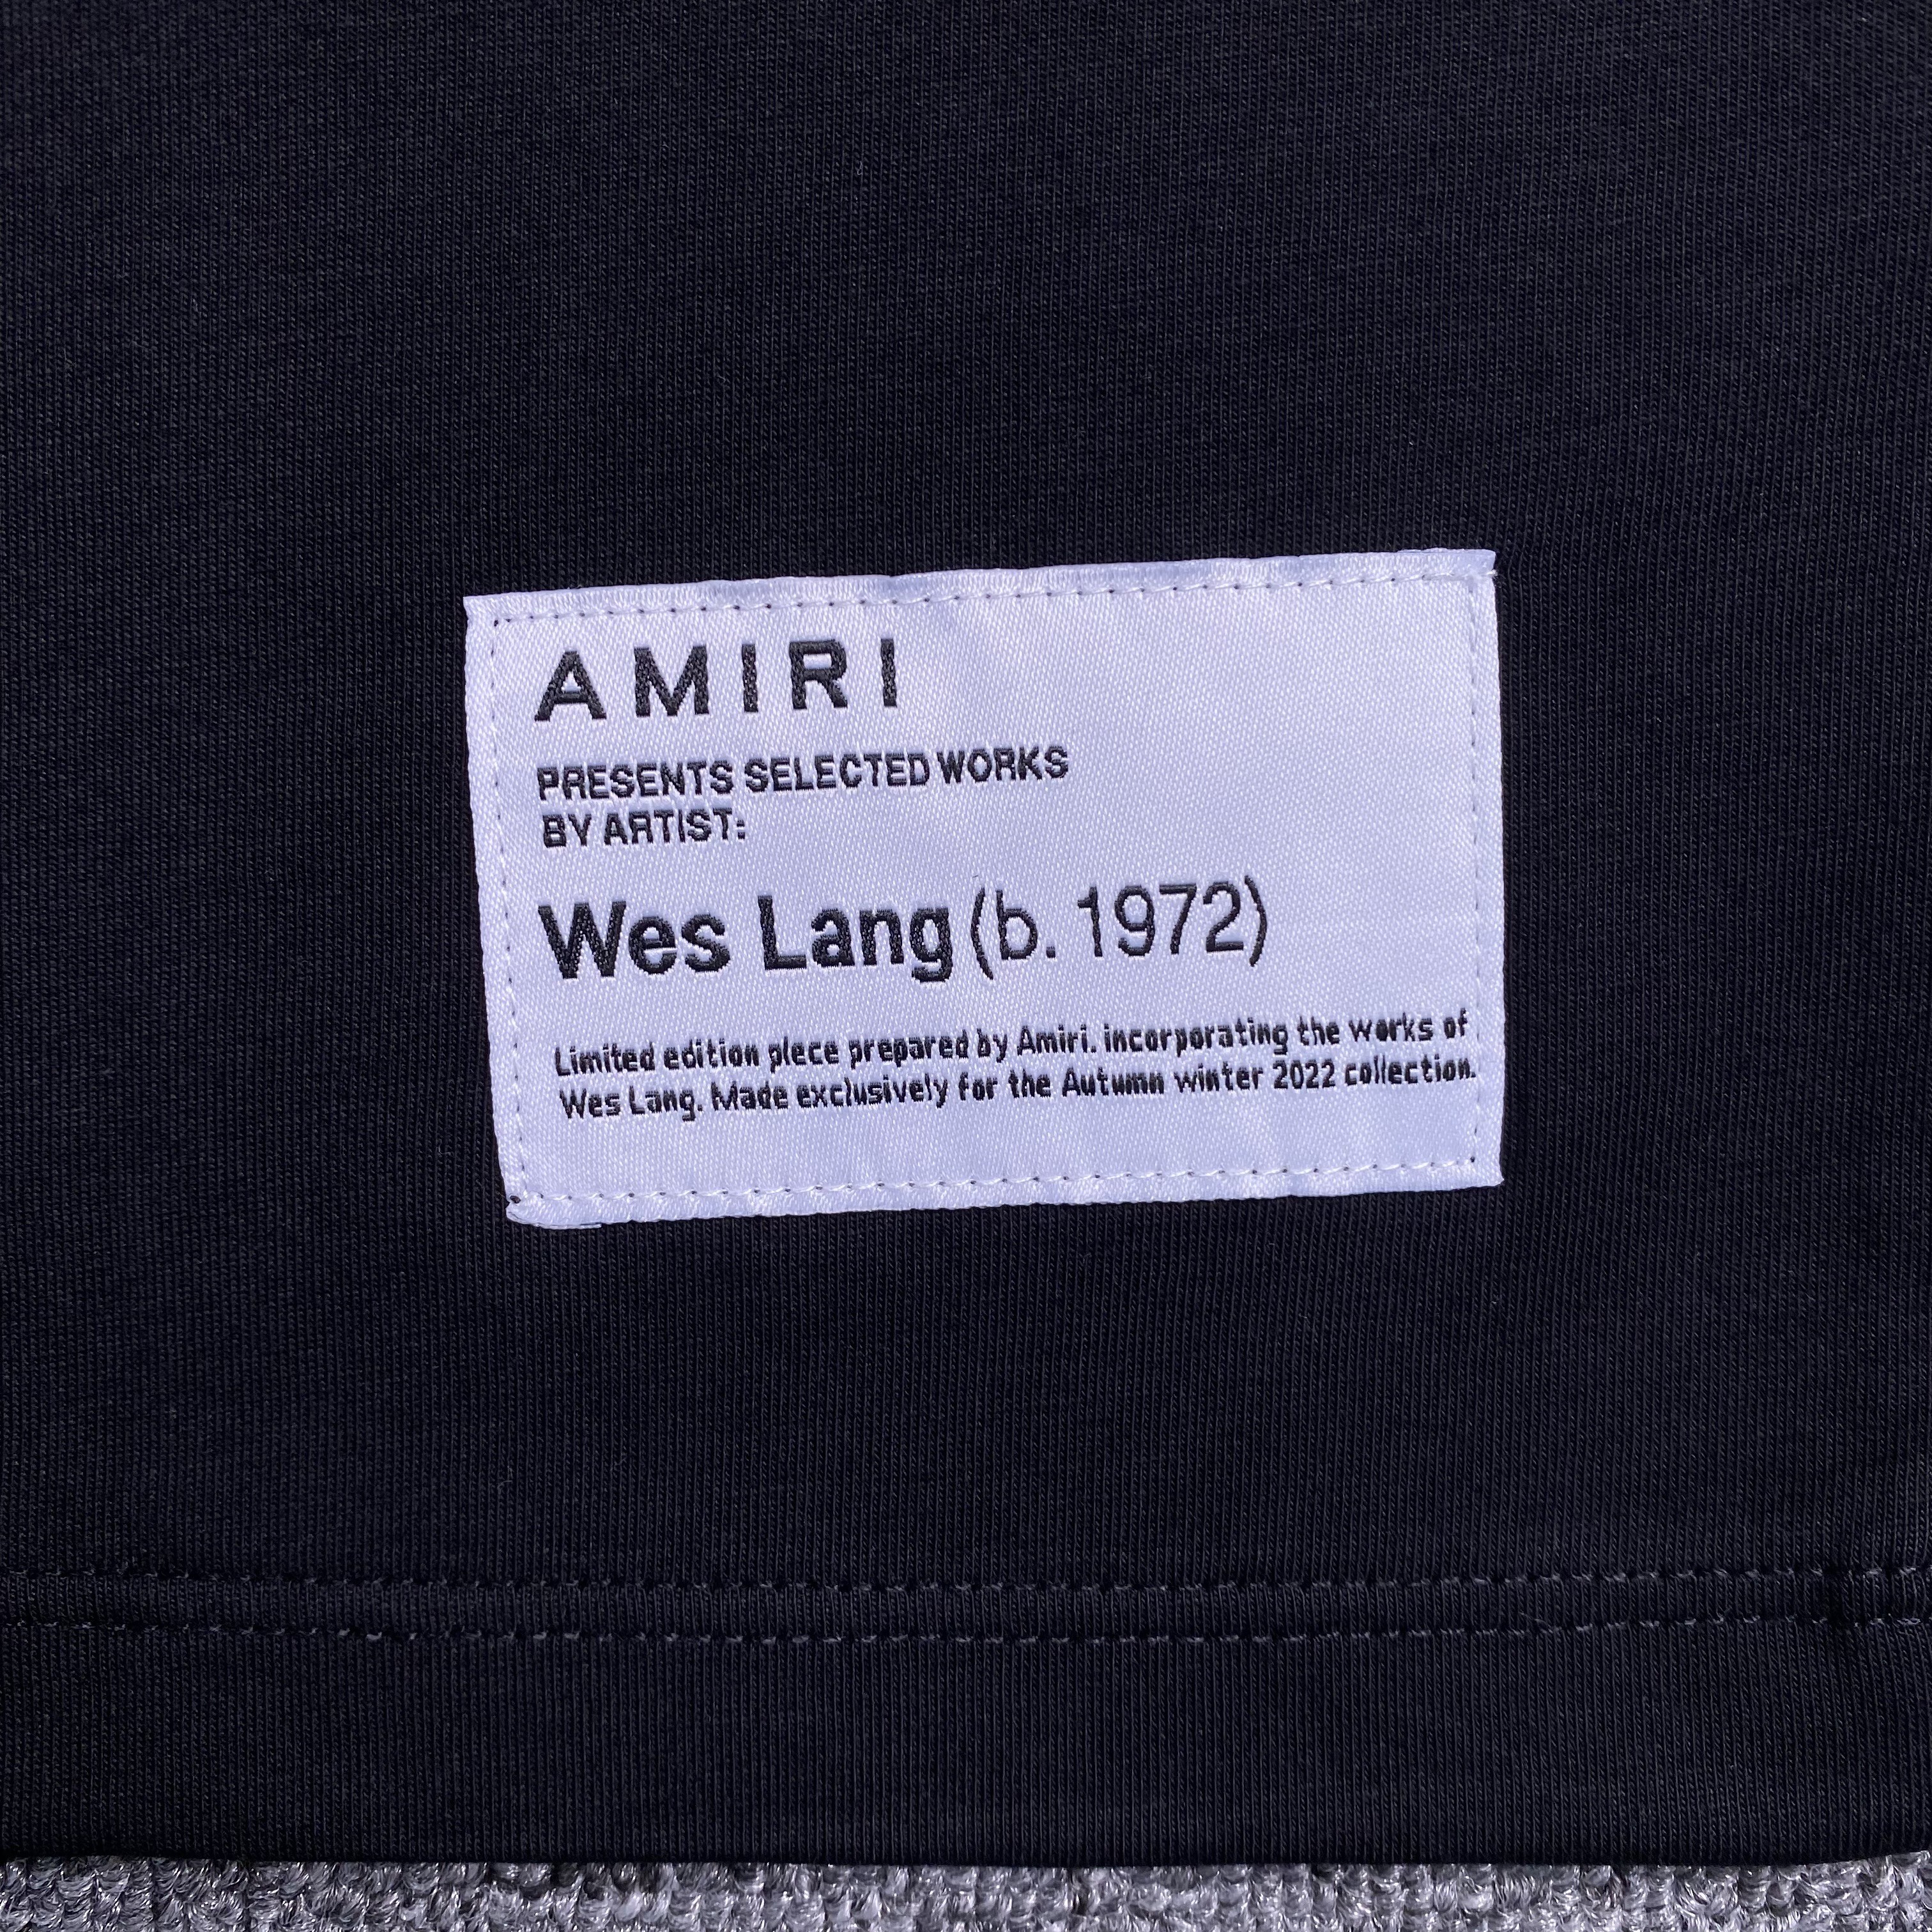 AMIRI
PRESENTS SELECTED WORKS
BY ARTIST:
Wes Lang (b. 1972)
Limited edition plece prepared by Amiri. incorporating the works of
Wes Lang. Made exclusively for the Autumn winter 2022 collection.